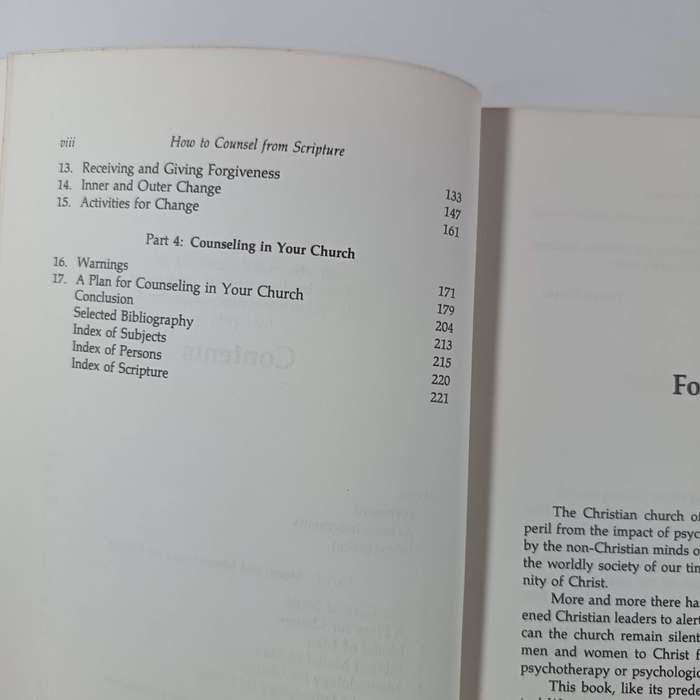 viii How to Counsel from Scripture
13. Receiving and Giving Forgiveness 133
14. Inner and Outer Change 147
15. Activities for Change 161
Part 4: Counseling in Your Church
16. Warnings 171
17. A Plan for Counseling in Your Church 179
Conclusion 204
Selected Bibliography 213
Index of Subjects 215
Index of Persons 220
Index of Scripture 221
Fo
The Christian church of
peril from the impact of psyc
by the non-Christian minds o
the worldly society of our tim
nity of Christ.
More and more there ha
ened Christian leaders to alert
can the church remain silent
men and women to Christ f
psychotherapy or psychologic
This book, like its prede